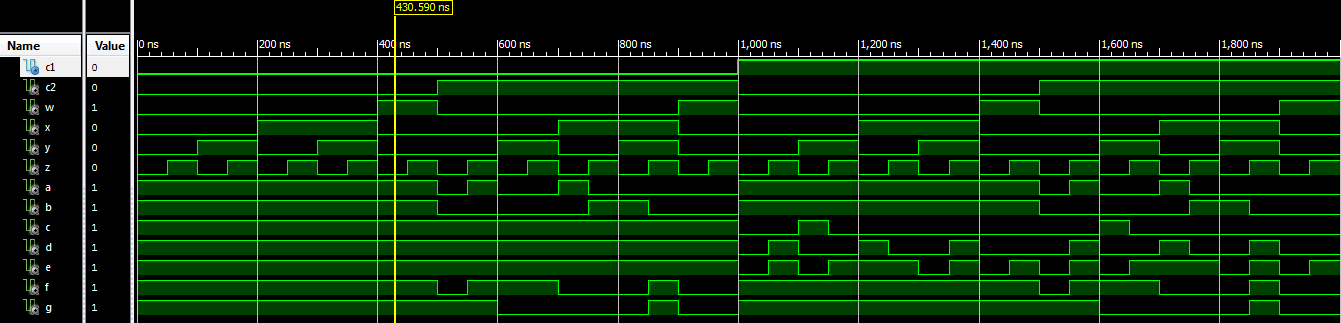 430.590 ns
Name Value 0 ns 200 ns 400 ns 600 ns 800 ns 1,000 ns 1,200 ns 1,400 ns 1,600 ns 1,800 ns
c1 0
c2 0
w 1
x 0
y 0
z 0
a 1
b 1
c 1
d 1
e 1
f 1
g 1